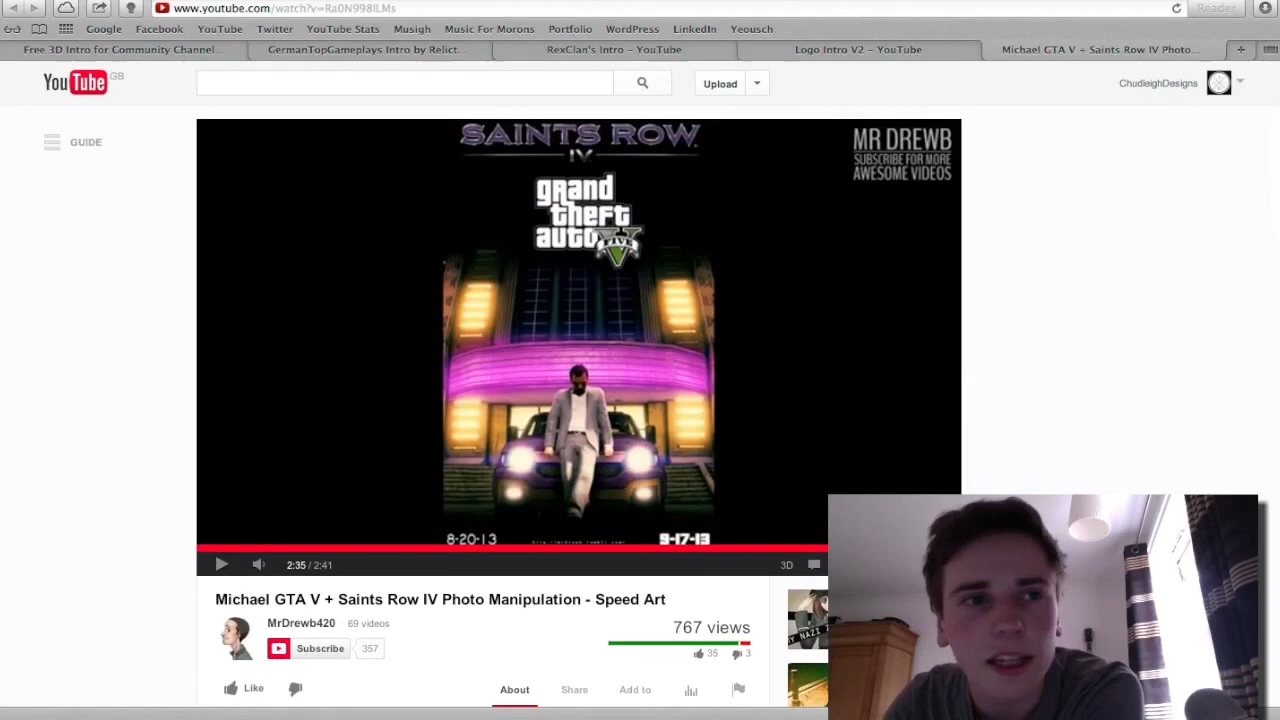 www.youtube.com/watch?v=Ra0N998lLMs
Reader
Google Facebook YouTube Twitter YouTube Stats Musigh Music For Morons Portfolio WordPress LinkedIn Yeousch
Free 3D Intro for Community Channel... GermanTopGameplays Intro by Relict... RexClan's Intro – YouTube Logo Intro V2 – YouTube Michael GTA V + Saints Row IV Photo...
YouTube GB
Upload
ChudleighDesigns
GUIDE
SAINTS ROW
IV
grand
theft
auto V
FIVE
MR DREWB
SUBSCRIBE FOR MORE
AWESOME VIDEOS
8-20-13
9-17-13
2:35 / 2:41
3D
Michael GTA V + Saints Row IV Photo Manipulation - Speed Art
MrDrewb420 · 69 videos
Subscribe 357
767 views
35 3
Like
About Share Add to